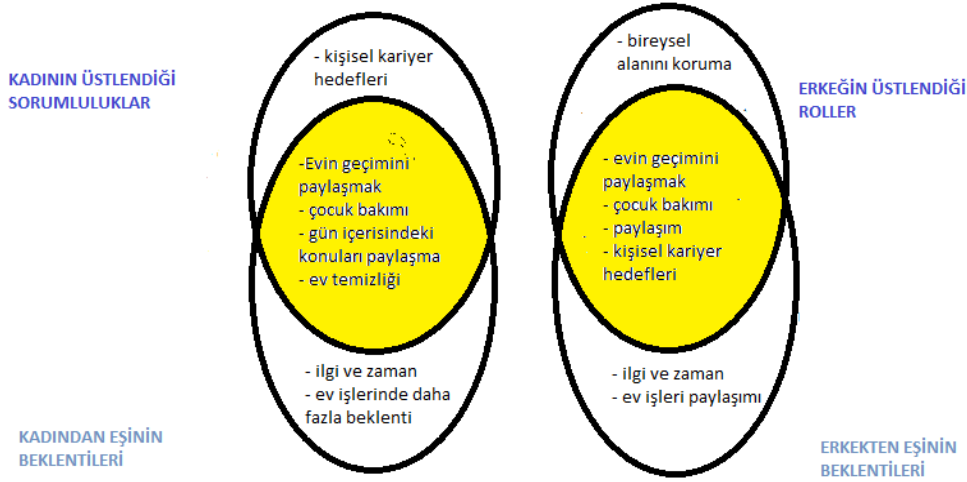 KADININ ÜSTLENDİĞİ
SORUMLULUKLAR
- kişisel kariyer
hedefleri
-Evin geçimini
paylaşmak
- çocuk bakımı
- gün içerisindeki
konuları paylaşma
- ev temizliği
- ilgi ve zaman
- ev işlerinde daha
fazla beklenti
KADINDAN EŞİNİN
BEKLENTİLERİ
- bireysel
alanını koruma
ERKEĞİN ÜSTLENDİĞİ
ROLLER
- evin geçimini
paylaşmak
- çocuk bakımı
- paylaşım
- kişisel kariyer
hedefleri
- ilgi ve zaman
- ev işleri paylaşımı
ERKEKTEN EŞİNİN
BEKLENTİLERİ